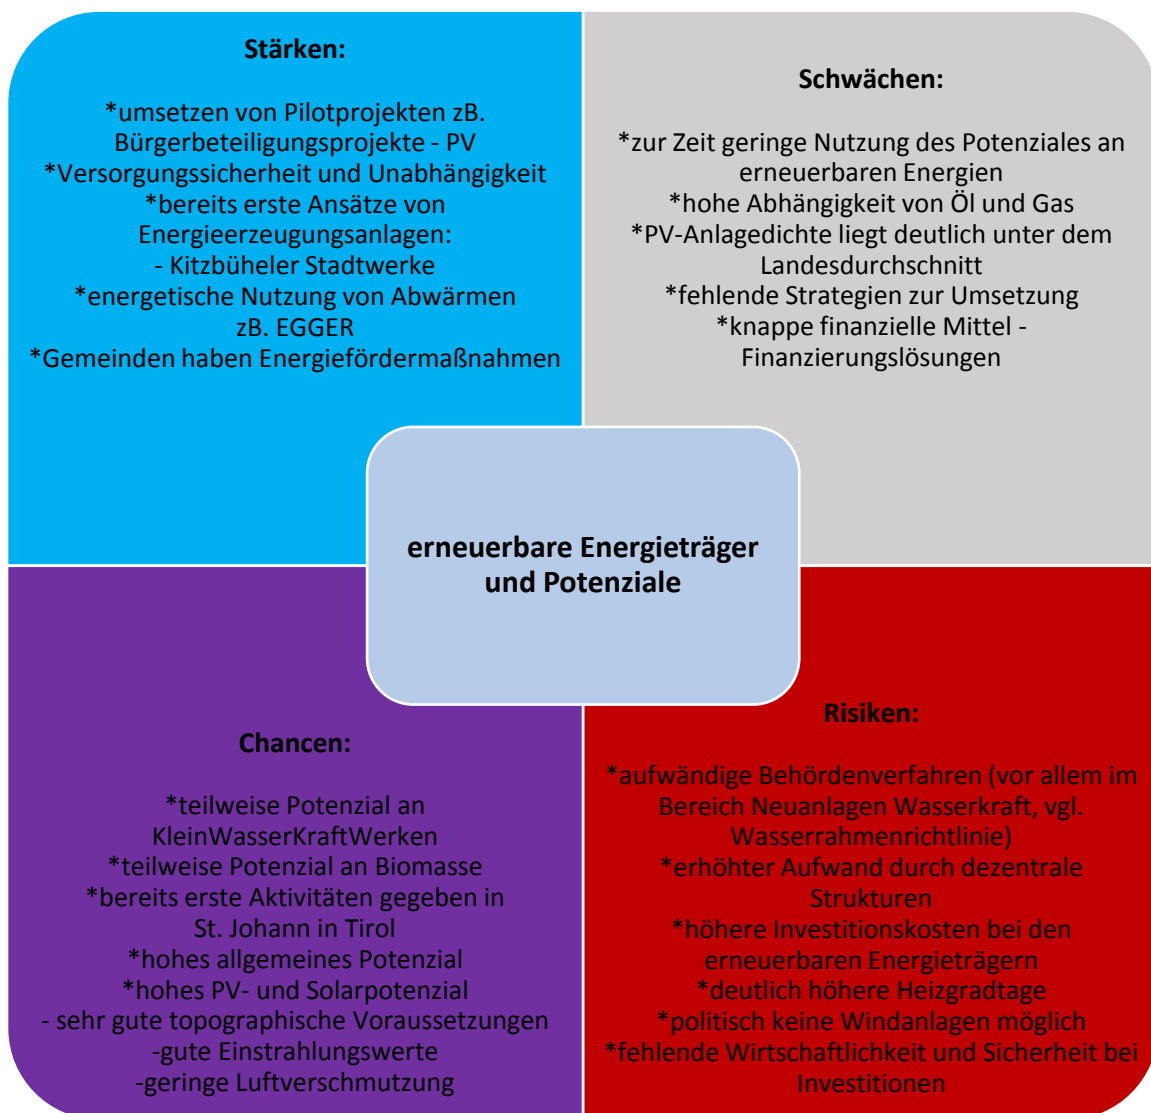 Stärken:
*umsetzen von Pilotprojekten zB.
Bürgerbeteiligungsprojekte - PV
*Versorgungssicherheit und Unabhängigkeit
*bereits erste Ansätze von
Energieerzeugungsanlagen:
- Kitzbüheler Stadtwerke
*energetische Nutzung von Abwärmen
zB. EGGER
*Gemeinden haben Energiefördermaßnahmen
Schwächen:
*zur Zeit geringe Nutzung des Potenziales an
erneuerbaren Energien
*hohe Abhängigkeit von Öl und Gas
*PV-Anlagedichte liegt deutlich unter dem
Landesdurchschnitt
*fehlende Strategien zur Umsetzung
*knappe finanzielle Mittel -
Finanzierungslösungen
erneuerbare Energieträger
und Potenziale
Chancen:
*teilweise Potenzial an
KleinWasserKraftWerken
*teilweise Potenzial an Biomasse
*bereits erste Aktivitäten gegeben in
St. Johann in Tirol
*hohes allgemeines Potenzial
*hohes PV- und Solarpotenzial
- sehr gute topographische Voraussetzungen
-gute Einstrahlungswerte
-geringe Luftverschmutzung
Risiken:
*aufwändige Behördenverfahren (vor allem im
Bereich Neuanlagen Wasserkraft, vgl.
Wasserrahmenrichtlinie)
*erhöhter Aufwand durch dezentrale
Strukturen
*höhere Investitionskosten bei den
erneuerbaren Energieträgern
*deutlich höhere Heizgradtage
*politisch keine Windanlagen möglich
*fehlende Wirtschaftlichkeit und Sicherheit bei
Investitionen